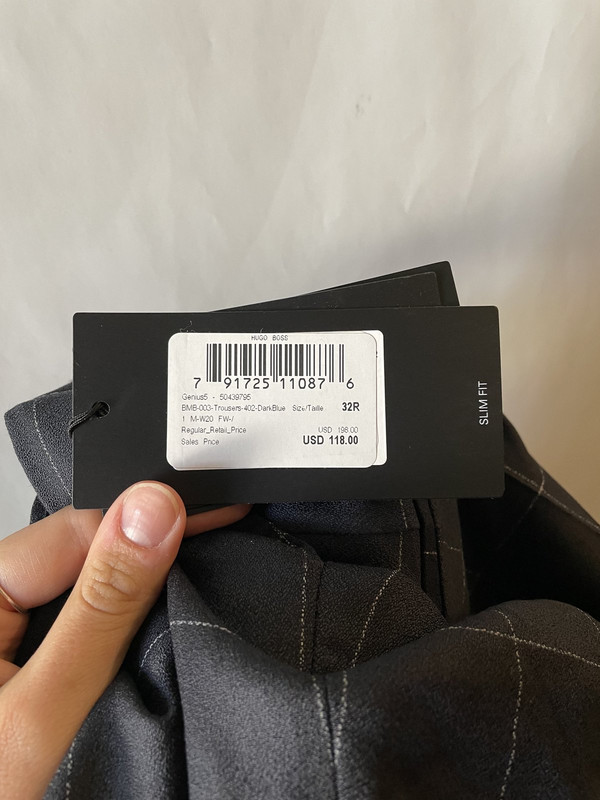 HUGO BOSS
7 91725 11087 6
Genius5 - 50439795
BMB-003-Trousers-402-DarkBlue Size/Taille 32R
1 M-W20 FW-/
Regular_Retail_Price USD 198.00
Sales Price USD 118.00
SLIM FIT